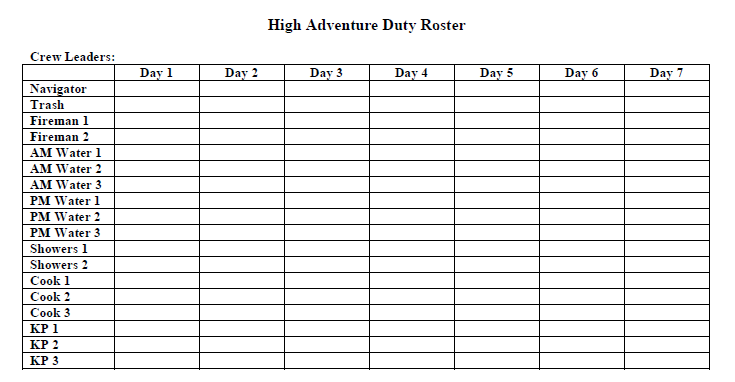 High Adventure Duty Roster
Crew Leaders:
Day 1 Day 2 Day 3 Day 4 Day 5 Day 6 Day 7
Navigator
Trash
Fireman 1
Fireman 2
AM Water 1
AM Water 2
AM Water 3
PM Water 1
PM Water 2
PM Water 3
Showers 1
Showers 2
Cook 1
Cook 2
Cook 3
KP 1
KP 2
KP 3